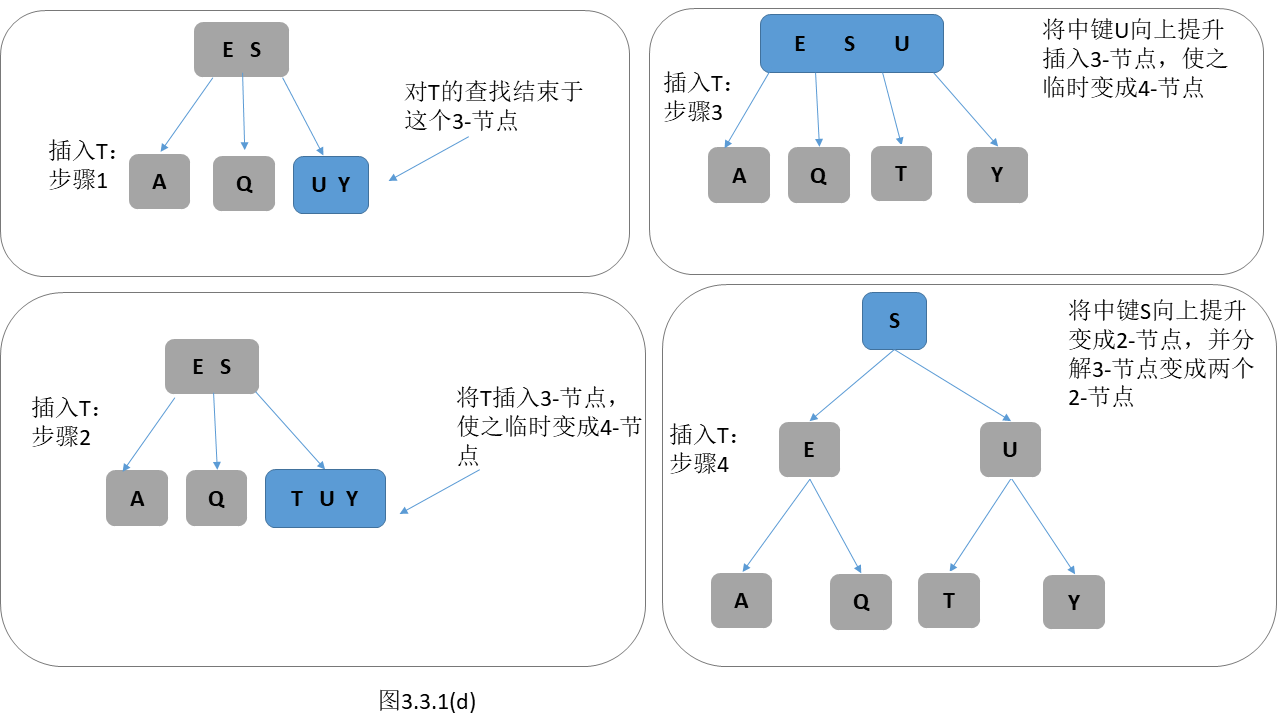 E S
对T的查找结束于
这个3-节点
插入T:
步骤1
A
Q
U Y
E S U
将中键U向上提升
插入3-节点，使之
临时变成4-节点
插入T:
步骤3
A
Q
T
Y
E S
将T插入3-节点，
使之临时变成4-节
点
插入T:
步骤2
A
Q
T U Y
S
将中键S向上提升
变成2-节点，并分
解3-节点变成两个
2-节点
插入T:
步骤4
E
U
A
Q
T
Y
图3.3.1(d)